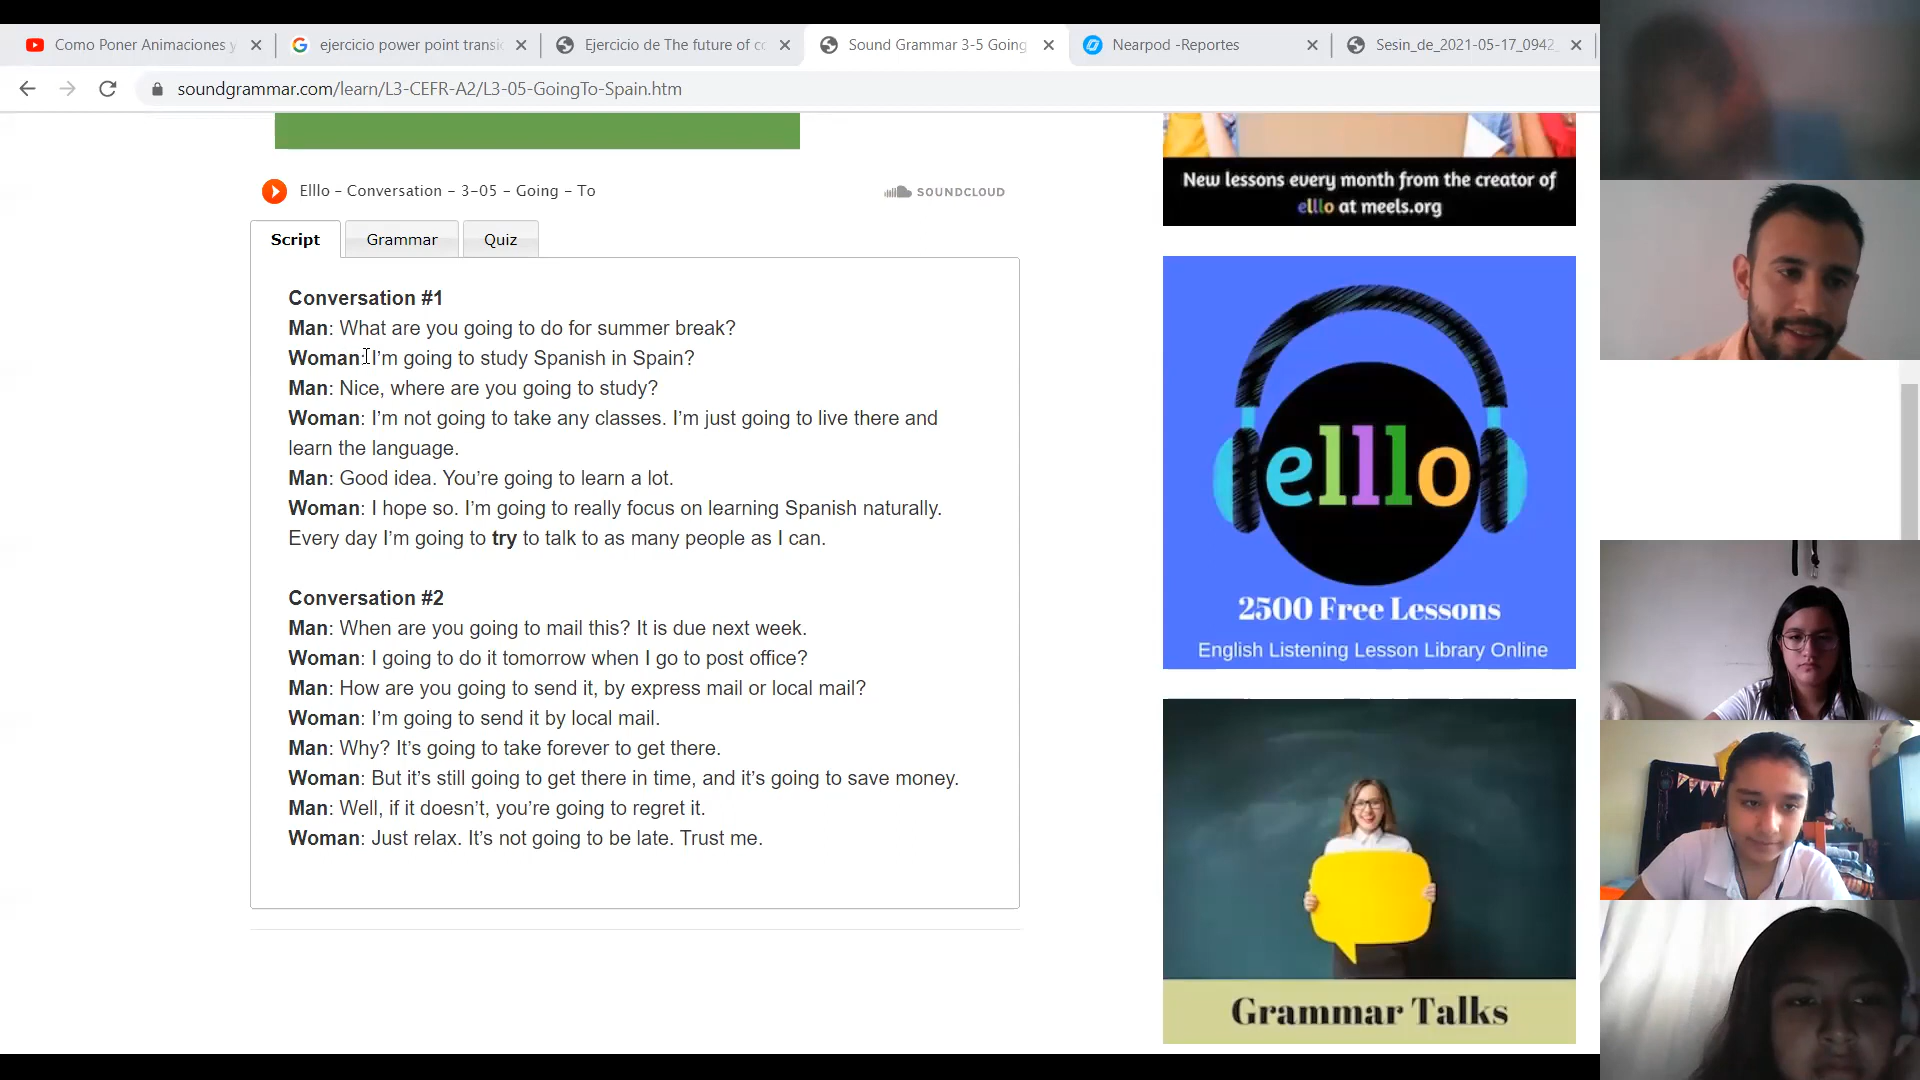 Como Poner Animaciones y
ejercicio power point transi
Ejercicio de The future of co
Sound Grammar 3-5 Going
Nearpod -Reportes
Sesin_de_2021-05-17_0942_
soundgrammar.com/learn/L3-CEFR-A2/L3-05-GoingTo-Spain.htm
Elllo - Conversation - 3-05 - Going - To
SOUNDCLOUD
Script
Grammar
Quiz
Conversation #1
Man: What are you going to do for summer break?
Woman: I’m going to study Spanish in Spain?
Man: Nice, where are you going to study?
Woman: I’m not going to take any classes. I’m just going to live there and
learn the language.
Man: Good idea. You’re going to learn a lot.
Woman: I hope so. I’m going to really focus on learning Spanish naturally.
Every day I’m going to try to talk to as many people as I can.
Conversation #2
Man: When are you going to mail this? It is due next week.
Woman: I going to do it tomorrow when I go to post office?
Man: How are you going to send it, by express mail or local mail?
Woman: I’m going to send it by local mail.
Man: Why? It’s going to take forever to get there.
Woman: But it’s still going to get there in time, and it’s going to save money.
Man: Well, if it doesn’t, you’re going to regret it.
Woman: Just relax. It’s not going to be late. Trust me.
New lessons every month from the creator of
elllo at meels.org
elllo
2500 Free Lessons
English Listening Lesson Library Online
Grammar Talks